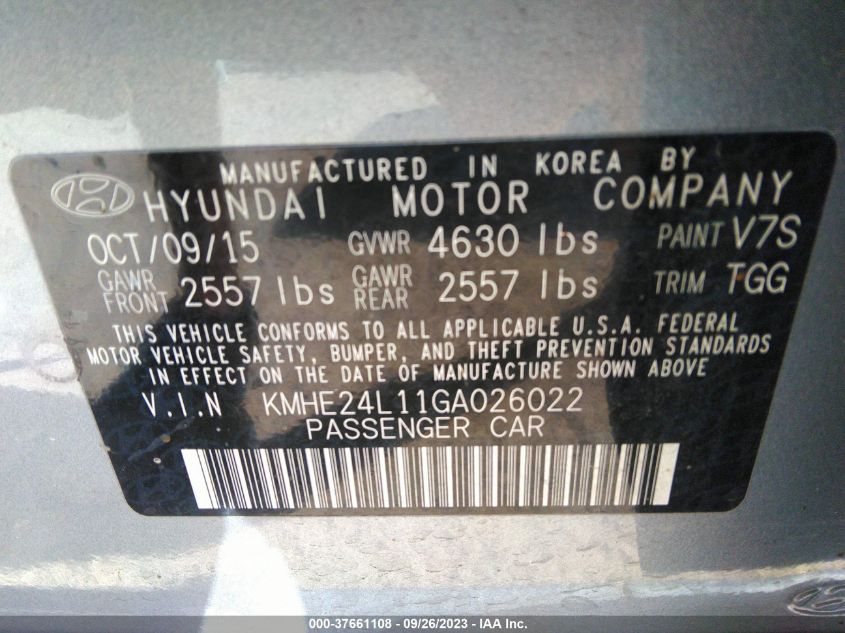 MANUFACTURED IN KOREA BY
HYUNDAI MOTOR COMPANY
OCT/09/15 GVWR 4630 lbs PAINT V7S
GAWR FRONT 2557 lbs GAWR REAR 2557 lbs TRIM TGG
THIS VEHICLE CONFORMS TO ALL APPLICABLE U.S.A. FEDERAL
MOTOR VEHICLE SAFETY, BUMPER, AND THEFT PREVENTION STANDARDS
IN EFFECT ON THE DATE OF MANUFACTURE SHOWN ABOVE
V.I.N KMHE24L11GA026022
PASSENGER CAR
000-37661108 - 09/26/2023 - IAA Inc.